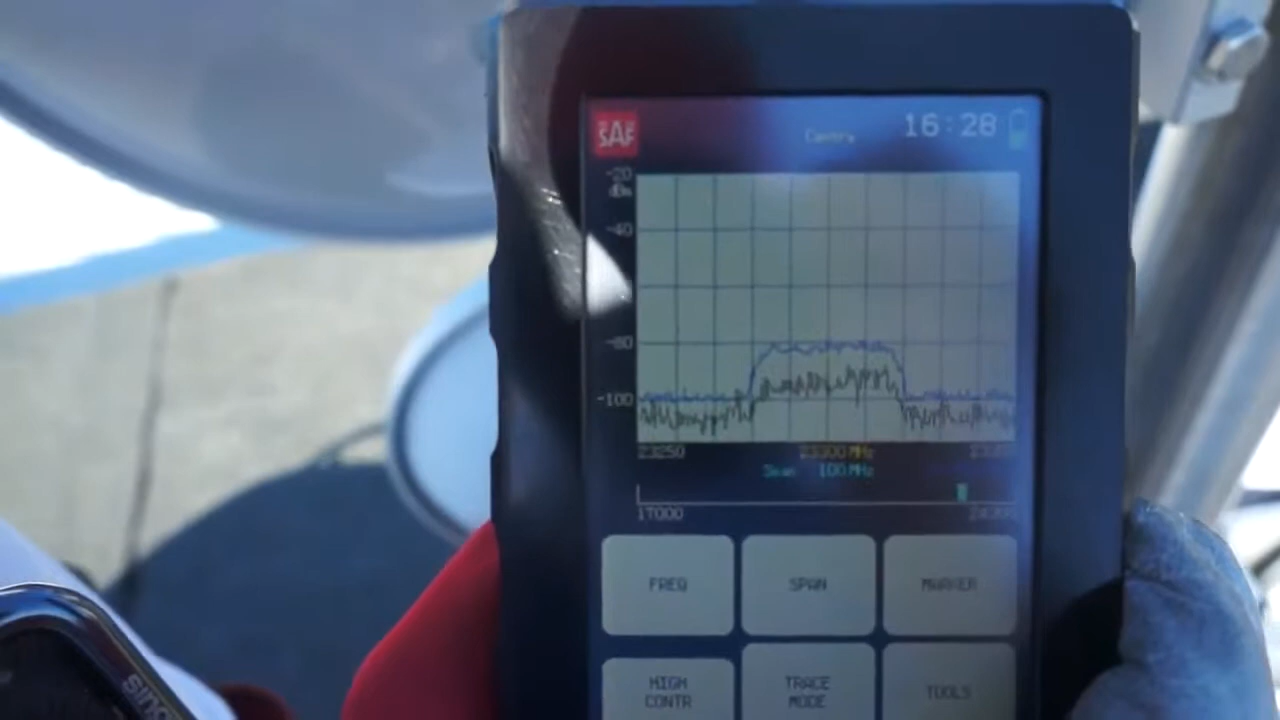 SAF
16:28
-20
dBm
-40
-80
-100
23250 23300 MHz
Span 100 MHz
17000
FREQ SPAN MARKER
HIGH CONTR TRACE MODE TOOLS